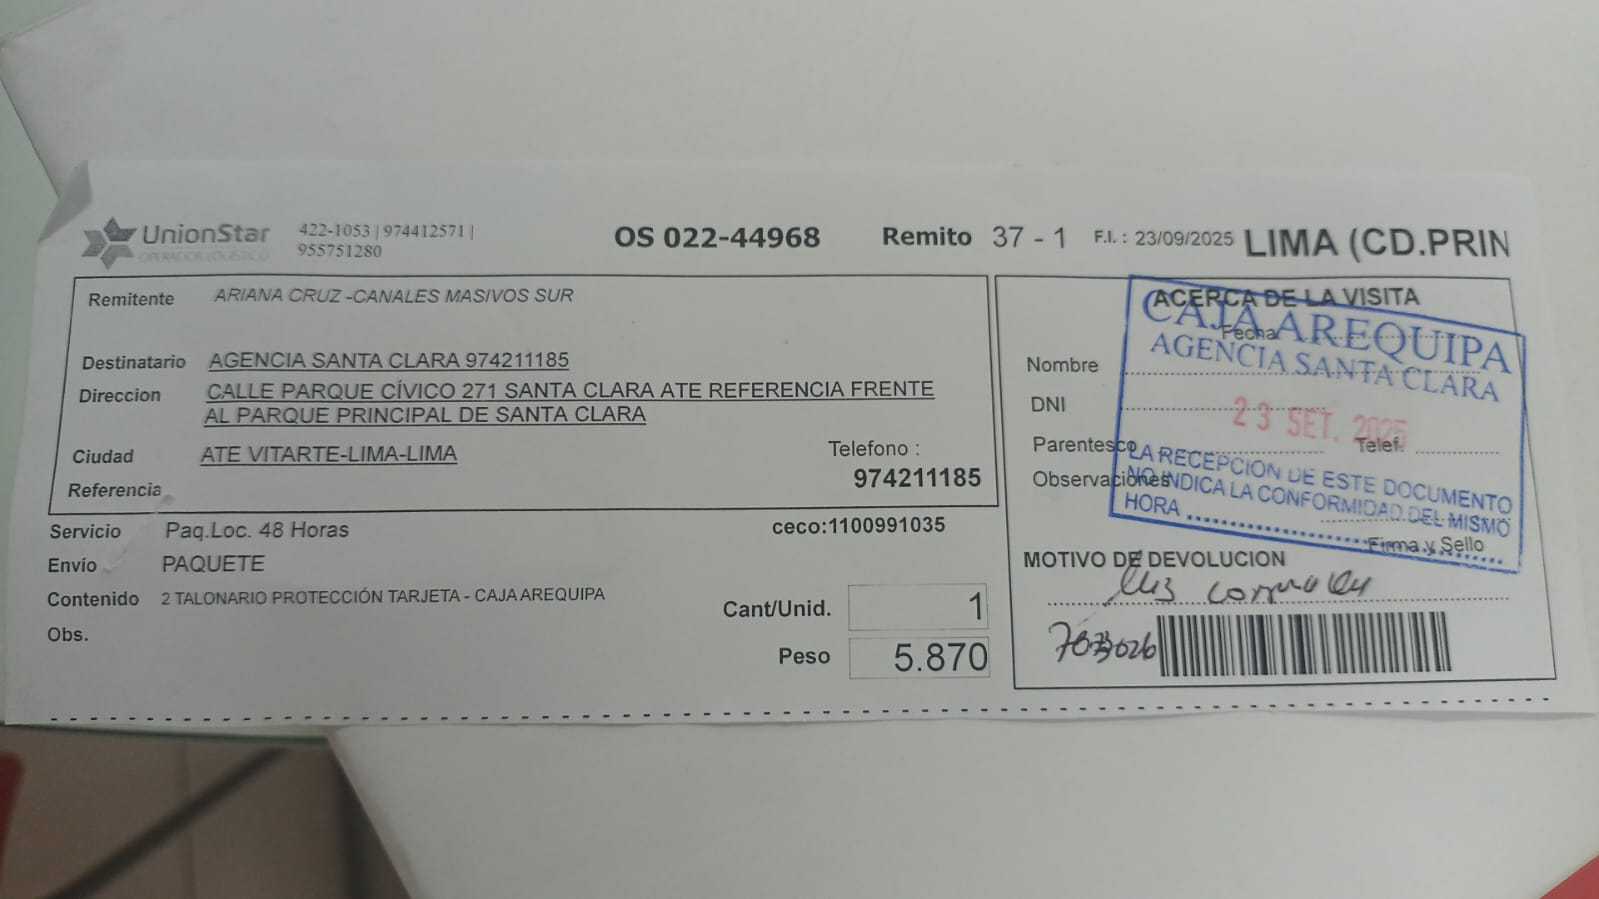 UnionStar
OPERADOR LOGISTICO
422-1053 | 974412571 |
955751280
OS 022-44968
Remito 37 - 1
F.I. : 23/09/2025
LIMA (CD.PRIN
Remitente ARIANA CRUZ -CANALES MASIVOS SUR
Destinatario AGENCIA SANTA CLARA 974211185
Direccion CALLE PARQUE CÍVICO 271 SANTA CLARA ATE REFERENCIA FRENTE
AL PARQUE PRINCIPAL DE SANTA CLARA
Ciudad ATE VITARTE-LIMA-LIMA
Telefono :
974211185
Referencia
Servicio Paq.Loc. 48 Horas
ceco:1100991035
Envío PAQUETE
Contenido 2 TALONARIO PROTECCIÓN TARJETA - CAJA AREQUIPA
Obs.
Cant/Unid. 1
Peso 5.870
ACERCA DE LA VISITA
Fecha
Nombre
DNI
Parentesco
Telef.
Observaciones
Firma y Sello
CAJA AREQUIPA
AGENCIA SANTA CLARA
23 SET. 2025
LA RECEPCION DE ESTE DOCUMENTO
NO INDICA LA CONFORMIDAD DEL MISMO
HORA
MOTIVO DE DEVOLUCION